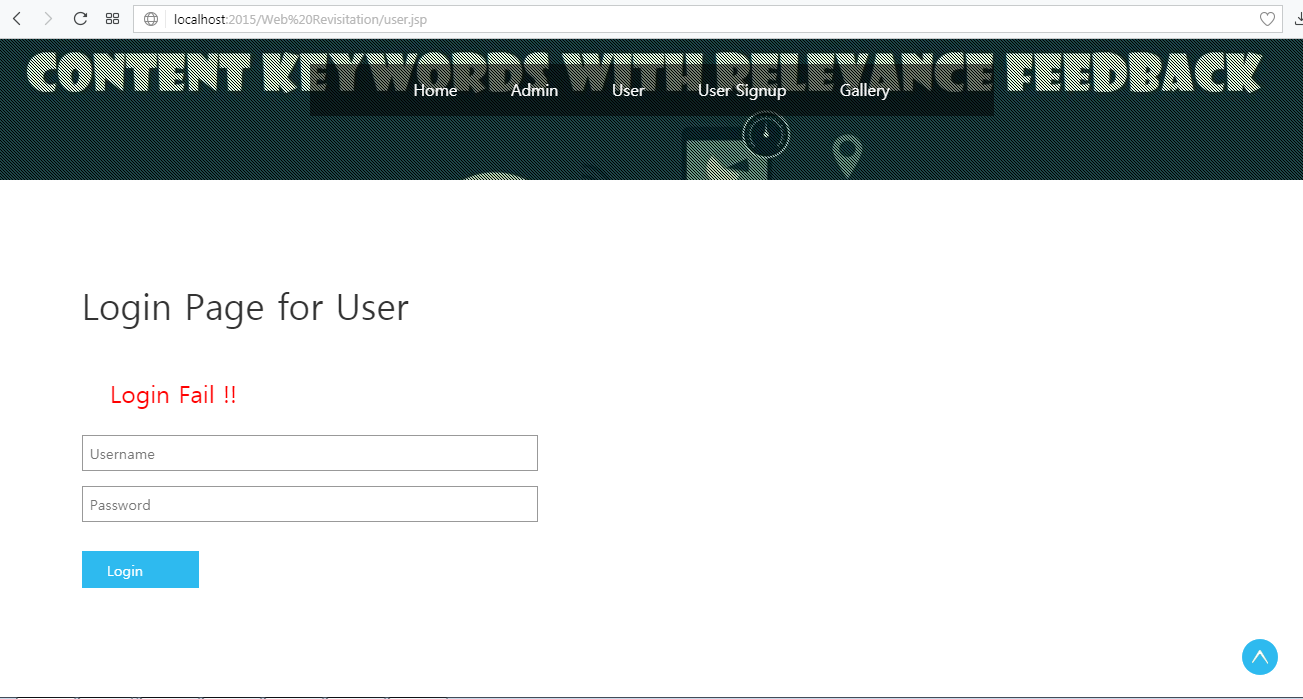 localhost:2015/Web%20Revisitation/user.jsp
CONTENT KEYWORDS WITH RELEVANCE FEEDBACK
Home Admin User User Signup Gallery
Login Page for User
Login Fail !!
Username
Password
Login